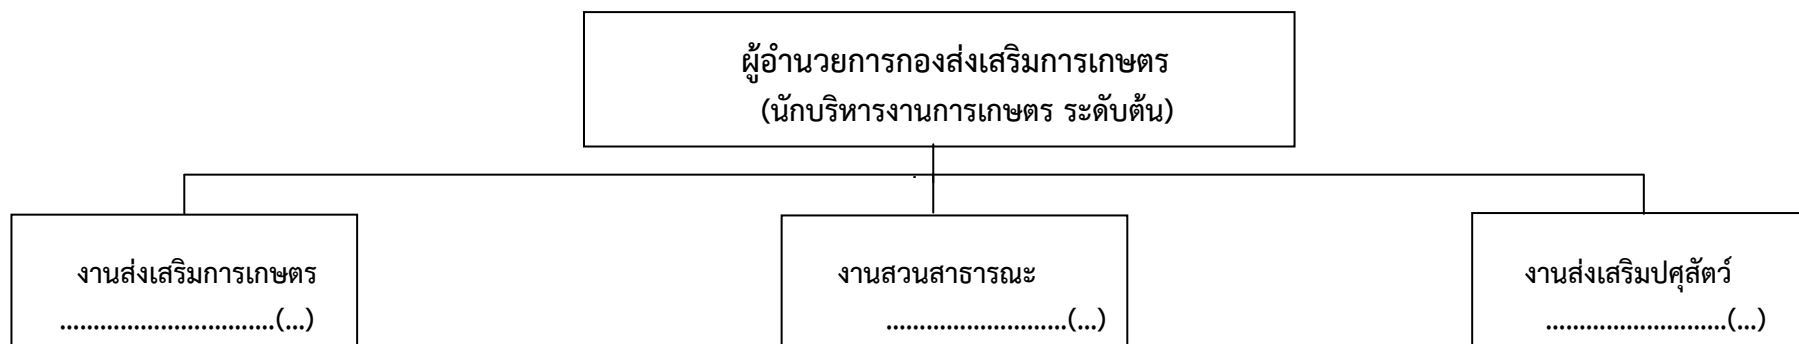 ผู้อำนวยการกองส่งเสริมการเกษตร
(นักบริหารงานการเกษตร ระดับต้น)
งานส่งเสริมการเกษตร
................................(...)
งานสวนสาธารณะ
...........................(...)
งานส่งเสริมปศุสัตว์
...........................(...)